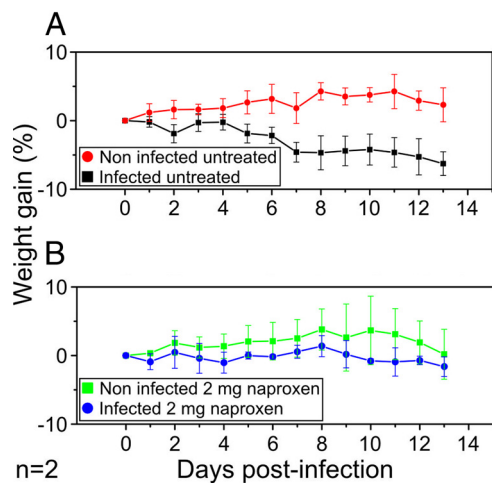 A
10
0
-10
Non infected untreated
Infected untreated
0 2 4 6 8 10 12 14
Weight gain (%)
B
10
0
-10
Non infected 2 mg naproxen
Infected 2 mg naproxen
0 2 4 6 8 10 12 14
n=2
Days post-infection